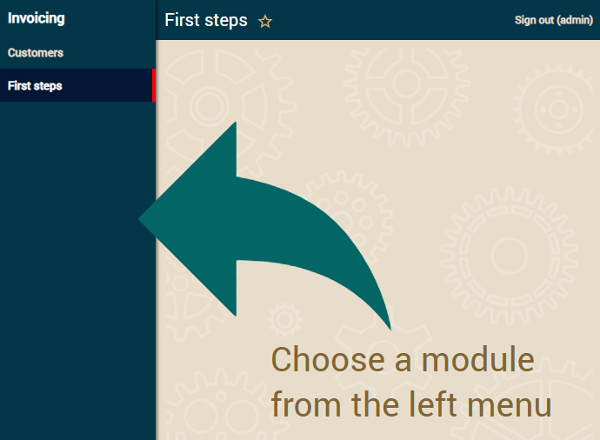 Invoicing
Customers
First steps
First steps
Sign out (admin)
Choose a module
from the left menu